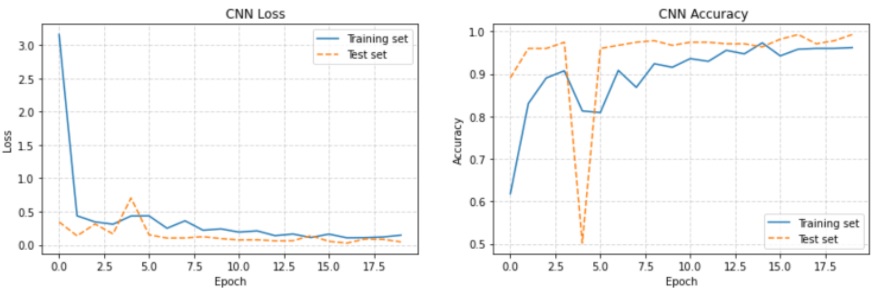 CNN Loss
Training set
Test set
3.0
2.5
2.0
1.5
1.0
0.5
0.0
Loss
0.0 2.5 5.0 7.5 10.0 12.5 15.0 17.5
Epoch
CNN Accuracy
1.0
0.9
0.8
0.7
0.6
0.5
Accuracy
Training set
Test set
0.0 2.5 5.0 7.5 10.0 12.5 15.0 17.5
Epoch